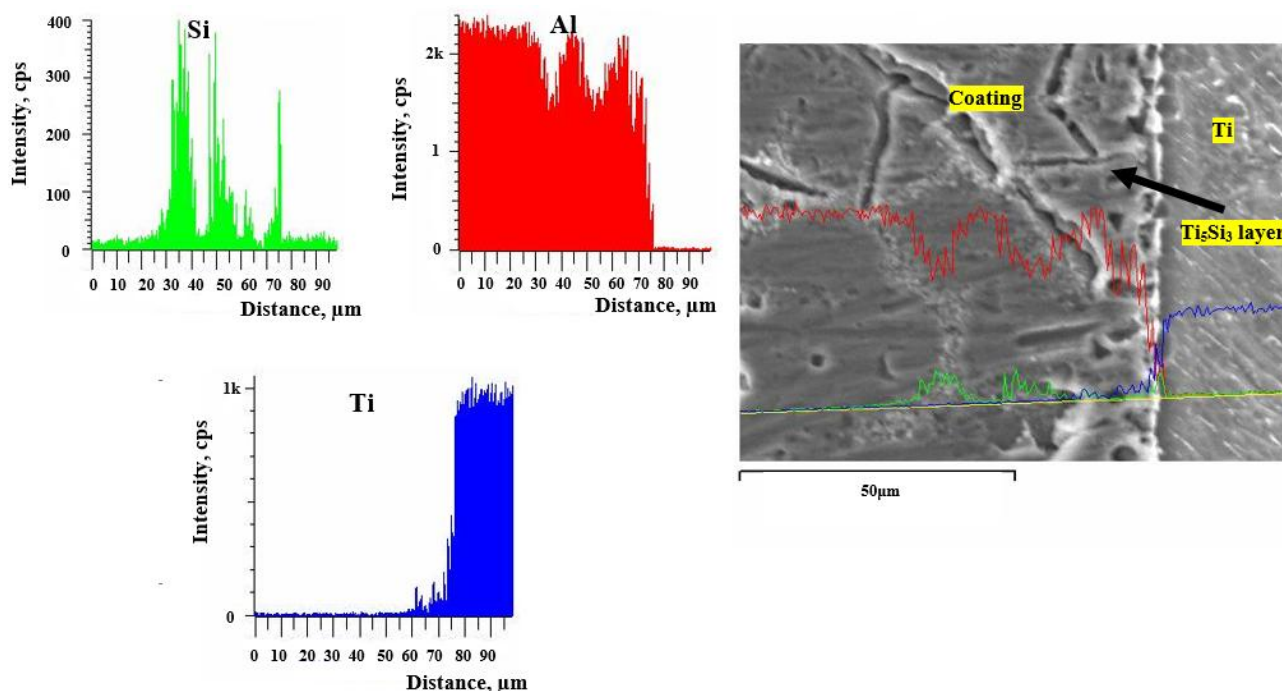 Si
Intensity, cps
400
300
200
100
0
0 10 20 30 40 50 60 70 80 90
Distance, µm
Al
Intensity, cps
2k
1
0
0 10 20 30 40 50 60 70 80 90
Distance, µm
Coating
Ti
Ti₅Si₃ layer
50µm
Ti
Intensity, cps
1k
0
0 10 20 30 40 50 60 70 80 90
Distance, µm